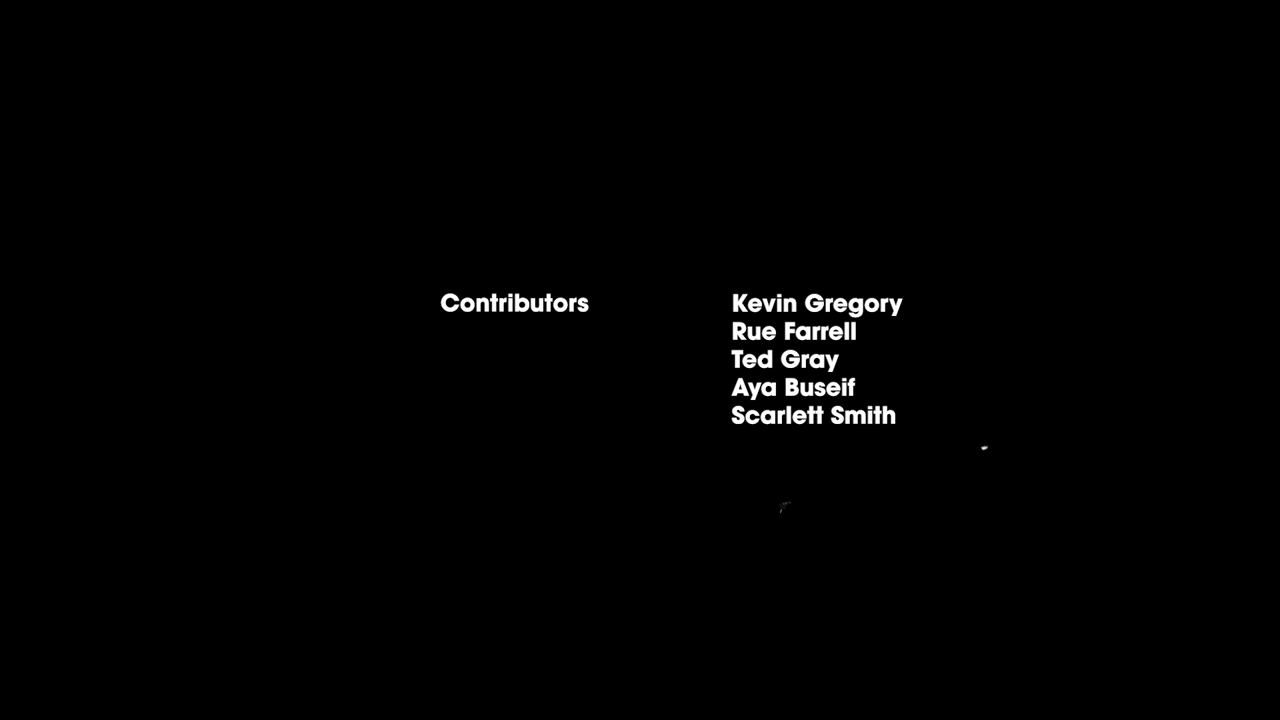 Contributors
Kevin Gregory
Rue Farrell
Ted Gray
Aya Buseif
Scarlett Smith